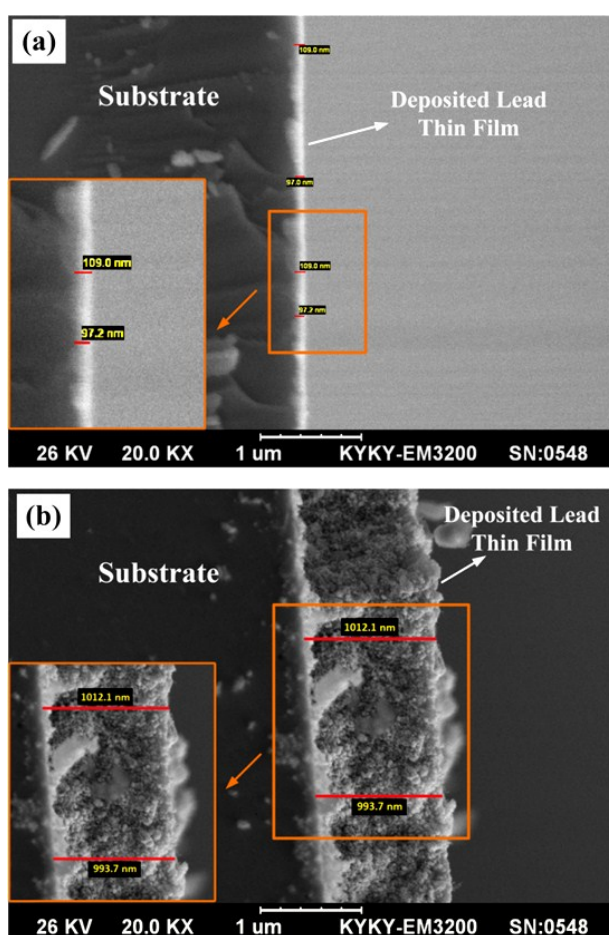 (a)
109.0 nm
Substrate
Deposited Lead
Thin Film
97.0 nm
109.0 nm
97.2 nm
109.0 nm
97.2 nm
26 KV 20.0 KX 1 um KYKY-EM3200 SN:0548
(b)
Deposited Lead
Thin Film
Substrate
1012.1 nm
993.7 nm
1012.1 nm
993.7 nm
26 KV 20.0 KX 1 um KYKY-EM3200 SN:0548